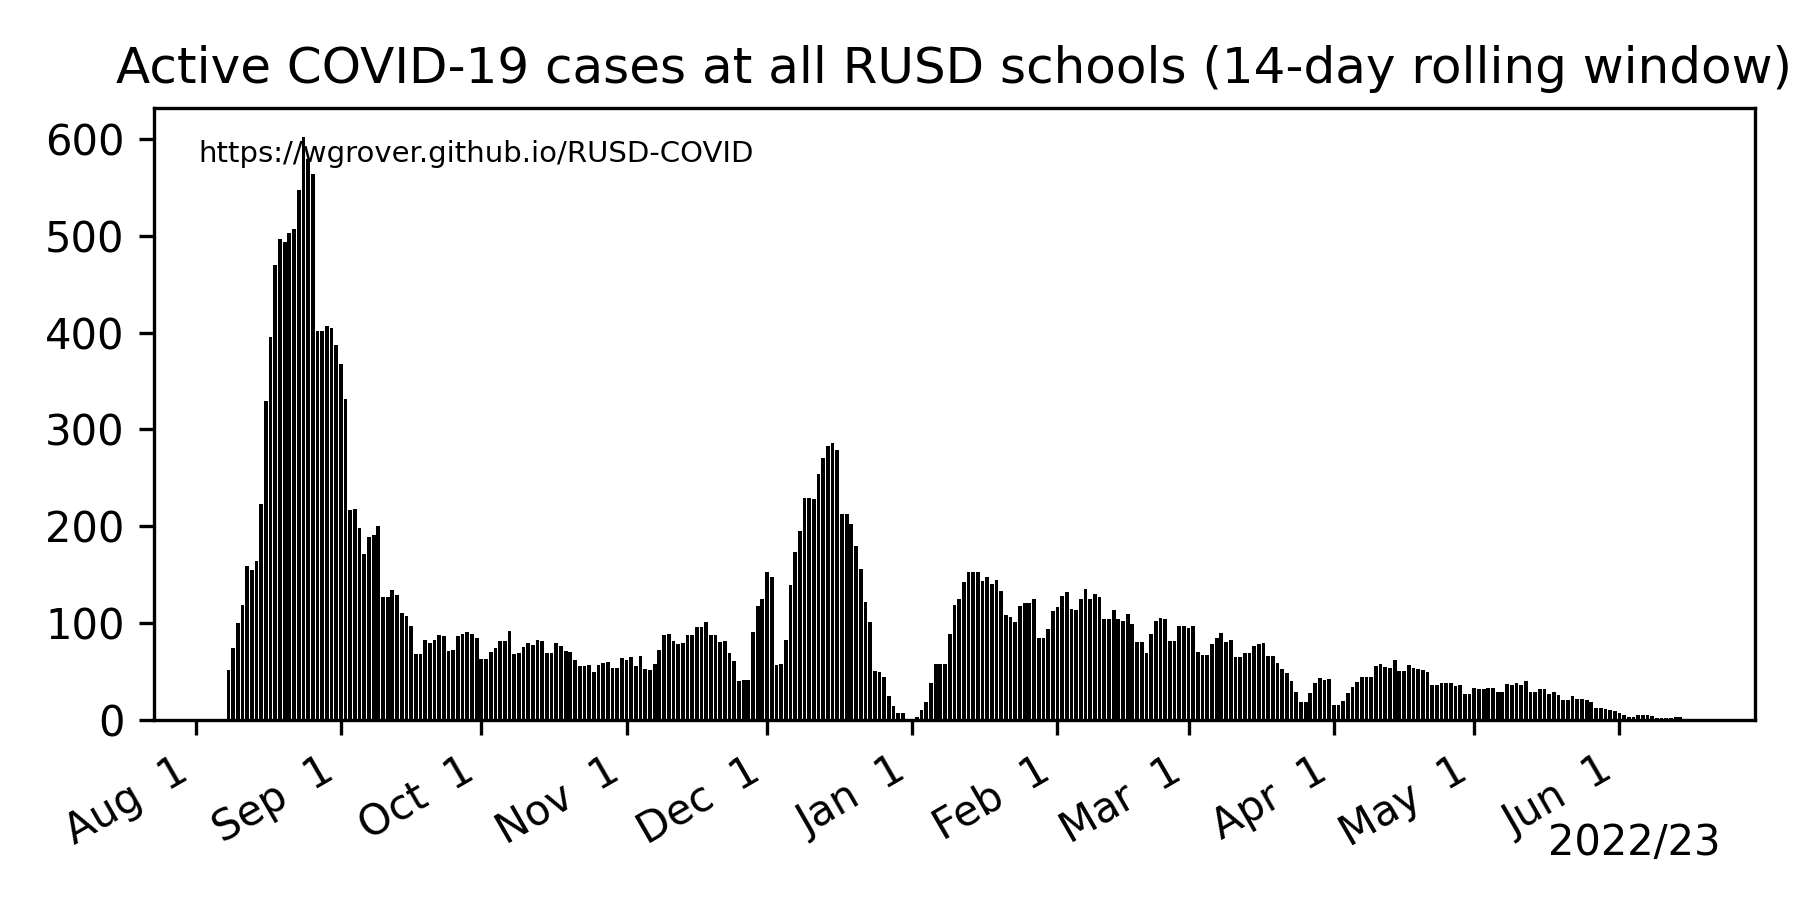 Active COVID-19 cases at all RUSD schools (14-day rolling window)
https://wgrover.github.io/RUSD-COVID
600
500
400
300
200
100
0
Aug 1
Sep 1
Oct 1
Nov 1
Dec 1
Jan 1
Feb 1
Mar 1
Apr 1
May 1
Jun 1
2022/23